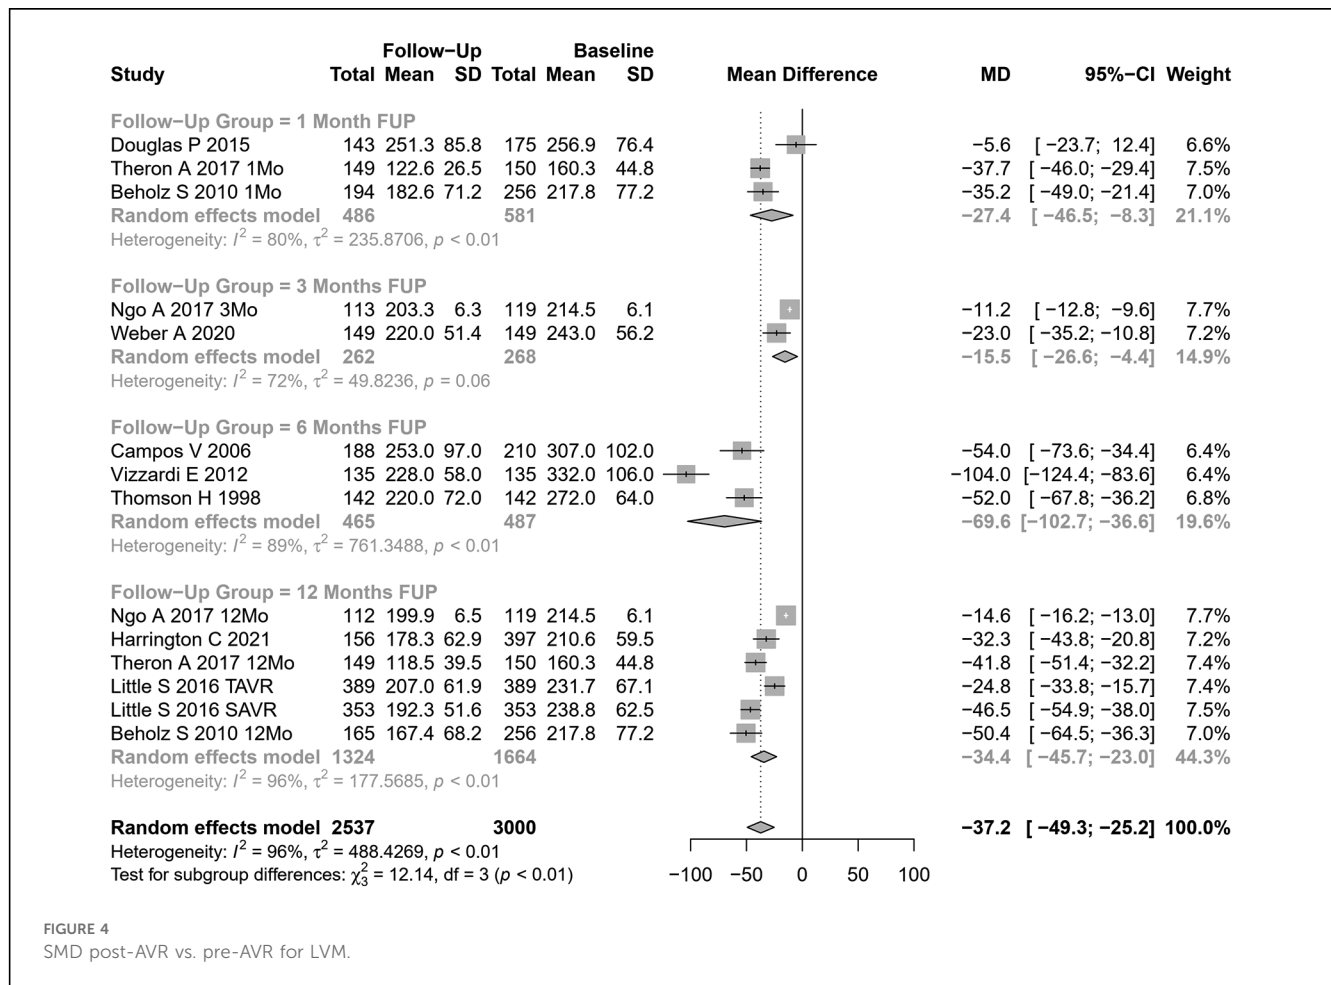 Follow−Up Baseline
Study Total Mean SD Total Mean SD Mean Difference MD 95%−CI Weight
Follow−Up Group = 1 Month FUP
Douglas P 2015 143 251.3 85.8 175 256.9 76.4 −5.6 [ −23.7; 12.4] 6.6%
Theron A 2017 1Mo 149 122.6 26.5 150 160.3 44.8 −37.7 [ −46.0; −29.4] 7.5%
Beholz S 2010 1Mo 194 182.6 71.2 256 217.8 77.2 −35.2 [ −49.0; −21.4] 7.0%
Random effects model 486 581 −27.4 [ −46.5; −8.3] 21.1%
Heterogeneity: I² = 80%, τ² = 235.8706, p < 0.01
Follow−Up Group = 3 Months FUP
Ngo A 2017 3Mo 113 203.3 6.3 119 214.5 6.1 −11.2 [ −12.8; −9.6] 7.7%
Weber A 2020 149 220.0 51.4 149 243.0 56.2 −23.0 [ −35.2; −10.8] 7.2%
Random effects model 262 268 −15.5 [ −26.6; −4.4] 14.9%
Heterogeneity: I² = 72%, τ² = 49.8236, p = 0.06
Follow−Up Group = 6 Months FUP
Campos V 2006 188 253.0 97.0 210 307.0 102.0 −54.0 [ −73.6; −34.4] 6.4%
Vizzardi E 2012 135 228.0 58.0 135 332.0 106.0 −104.0 [−124.4; −83.6] 6.4%
Thomson H 1998 142 220.0 72.0 142 272.0 64.0 −52.0 [ −67.8; −36.2] 6.8%
Random effects model 465 487 −69.6 [−102.7; −36.6] 19.6%
Heterogeneity: I² = 89%, τ² = 761.3488, p < 0.01
Follow−Up Group = 12 Months FUP
Ngo A 2017 12Mo 112 199.9 6.5 119 214.5 6.1 −14.6 [ −16.2; −13.0] 7.7%
Harrington C 2021 156 178.3 62.9 397 210.6 59.5 −32.3 [ −43.8; −20.8] 7.2%
Theron A 2017 12Mo 149 118.5 39.5 150 160.3 44.8 −41.8 [ −51.4; −32.2] 7.4%
Little S 2016 TAVR 389 207.0 61.9 389 231.7 67.1 −24.8 [ −33.8; −15.7] 7.4%
Little S 2016 SAVR 353 192.3 51.6 353 238.8 62.5 −46.5 [ −54.9; −38.0] 7.5%
Beholz S 2010 12Mo 165 167.4 68.2 256 217.8 77.2 −50.4 [ −64.5; −36.3] 7.0%
Random effects model 1324 1664 −34.4 [ −45.7; −23.0] 44.3%
Heterogeneity: I² = 96%, τ² = 177.5685, p < 0.01
Random effects model 2537 3000 −37.2 [ −49.3; −25.2] 100.0%
Heterogeneity: I² = 96%, τ² = 488.4269, p < 0.01
Test for subgroup differences: χ²₃ = 12.14, df = 3 (p < 0.01)
−100 −50 0 50 100
FIGURE 4
SMD post-AVR vs. pre-AVR for LVM.